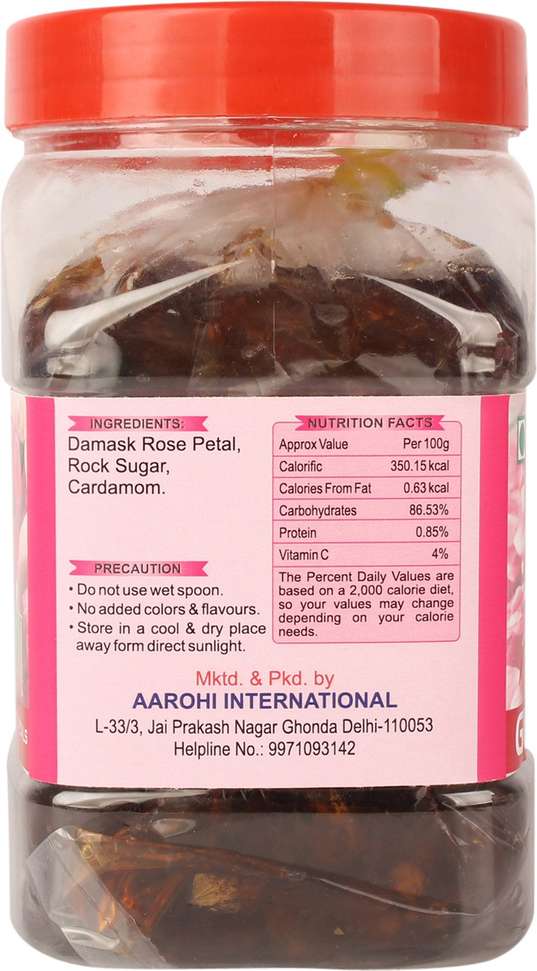 INGREDIENTS:
Damask Rose Petal,
Rock Sugar,
Cardamom.
PRECAUTION
• Do not use wet spoon.
• No added colors & flavours.
• Store in a cool & dry place
away form direct sunlight.
NUTRITION FACTS
Approx Value Per 100g
Calorific 350.15 kcal
Calories From Fat 0.63 kcal
Carbohydrates 86.53%
Protein 0.85%
Vitamin C 4%
The Percent Daily Values are
based on a 2,000 calorie diet,
so your values may change
depending on your calorie
needs.
Mktd. & Pkd. by
AAROHI INTERNATIONAL
L-33/3, Jai Prakash Nagar Ghonda Delhi-110053
Helpline No.: 9971093142